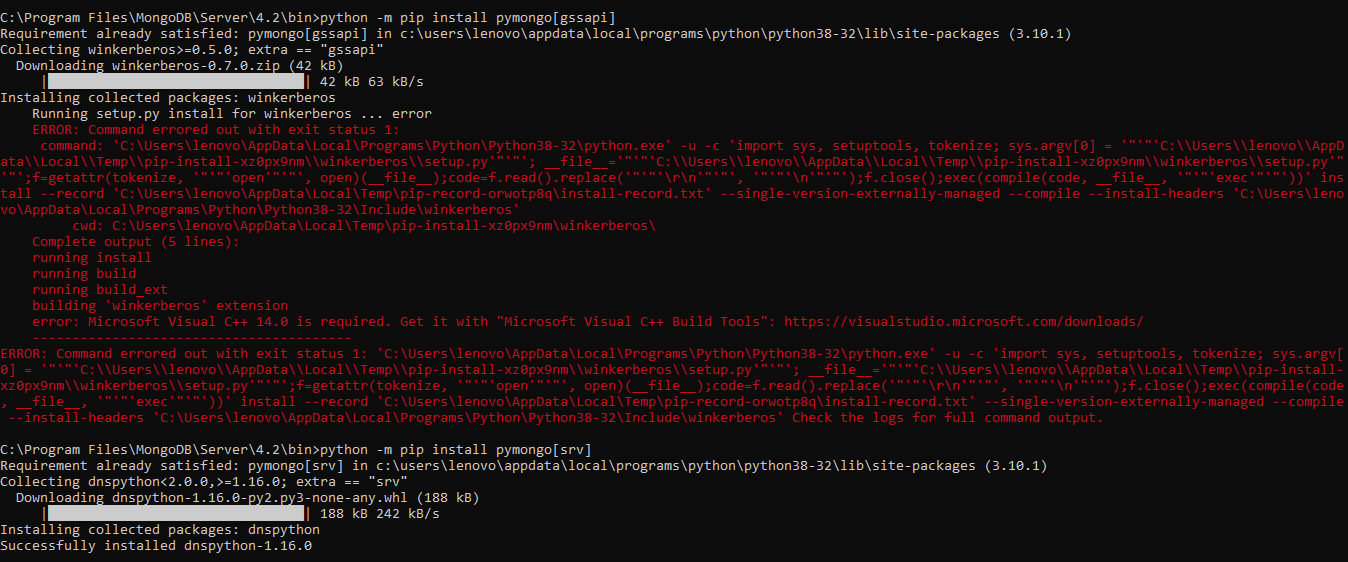 C:\Program Files\MongoDB\Server\4.2\bin>python -m pip install pymongo[gssapi]
Requirement already satisfied: pymongo[gssapi] in c:\users\lenovo\appdata\local\programs\python\python38-32\lib\site-packages (3.10.1)
Collecting winkerberos>=0.5.0; extra == "gssapi"
  Downloading winkerberos-0.7.0.zip (42 kB)
     |████████████████████████████████| 42 kB 63 kB/s
Installing collected packages: winkerberos
    Running setup.py install for winkerberos ... error
    ERROR: Command errored out with exit status 1:
     command: 'C:\Users\lenovo\AppData\Local\Programs\Python\Python38-32\python.exe' -u -c 'import sys, setuptools, tokenize; sys.argv[0] = '"'"'C:\\Users\\lenovo\\AppD
ata\\Local\\Temp\\pip-install-xz0px9nm\\winkerberos\\setup.py'"'"'; __file__='"'"'C:\\Users\\lenovo\\AppData\\Local\\Temp\\pip-install-xz0px9nm\\winkerberos\\setup.py'"
'"';f=getattr(tokenize, '"'"'open'"'"', open)(__file__);code=f.read().replace('"'"'\r\n'"'"', '"'"'\n'"'"');f.close();exec(compile(code, __file__, '"'"'exec'"'"'))' ins
tall --record 'C:\Users\lenovo\AppData\Local\Temp\pip-record-orwotp8q\install-record.txt' --single-version-externally-managed --compile --install-headers 'C:\Users\leno
vo\AppData\Local\Programs\Python\Python38-32\Include\winkerberos'
         cwd: C:\Users\lenovo\AppData\Local\Temp\pip-install-xz0px9nm\winkerberos\
    Complete output (5 lines):
    running install
    running build
    running build_ext
    building 'winkerberos' extension
    error: Microsoft Visual C++ 14.0 is required. Get it with "Microsoft Visual C++ Build Tools": https://visualstudio.microsoft.com/downloads/
    ----------------------------------------
ERROR: Command errored out with exit status 1: 'C:\Users\lenovo\AppData\Local\Programs\Python\Python38-32\python.exe' -u -c 'import sys, setuptools, tokenize; sys.argv[
0] = '"'"'C:\\Users\\lenovo\\AppData\\Local\\Temp\\pip-install-xz0px9nm\\winkerberos\\setup.py'"'"'; __file__='"'"'C:\\Users\\lenovo\\AppData\\Local\\Temp\\pip-install-
xz0px9nm\\winkerberos\\setup.py'"'"';f=getattr(tokenize, '"'"'open'"'"', open)(__file__);code=f.read().replace('"'"'\r\n'"'"', '"'"'\n'"'"');f.close();exec(compile(code
, __file__, '"'"'exec'"'"'))' install --record 'C:\Users\lenovo\AppData\Local\Temp\pip-record-orwotp8q\install-record.txt' --single-version-externally-managed --compile
 --install-headers 'C:\Users\lenovo\AppData\Local\Programs\Python\Python38-32\Include\winkerberos' Check the logs for full command output.
C:\Program Files\MongoDB\Server\4.2\bin>python -m pip install pymongo[srv]
Requirement already satisfied: pymongo[srv] in c:\users\lenovo\appdata\local\programs\python\python38-32\lib\site-packages (3.10.1)
Collecting dnspython<2.0.0,>=1.16.0; extra == "srv"
  Downloading dnspython-1.16.0-py2.py3-none-any.whl (188 kB)
     |████████████████████████████████| 188 kB 242 kB/s
Installing collected packages: dnspython
Successfully installed dnspython-1.16.0